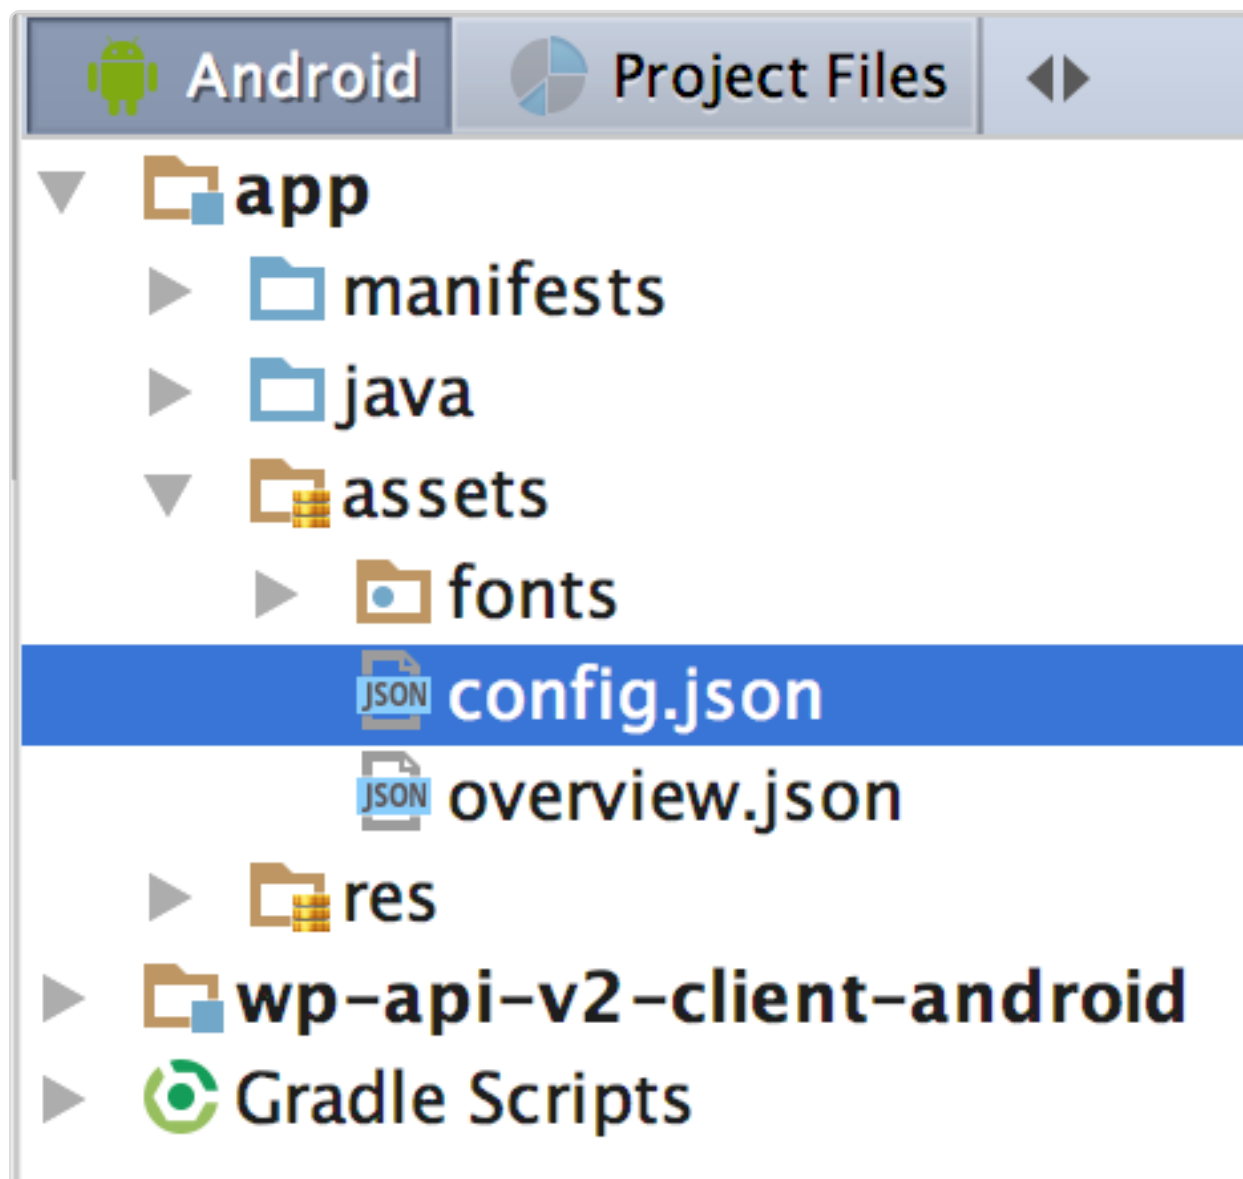 Android Project Files
app
manifests
java
assets
fonts
JSON config.json
JSON overview.json
res
wp-api-v2-client-android
Gradle Scripts